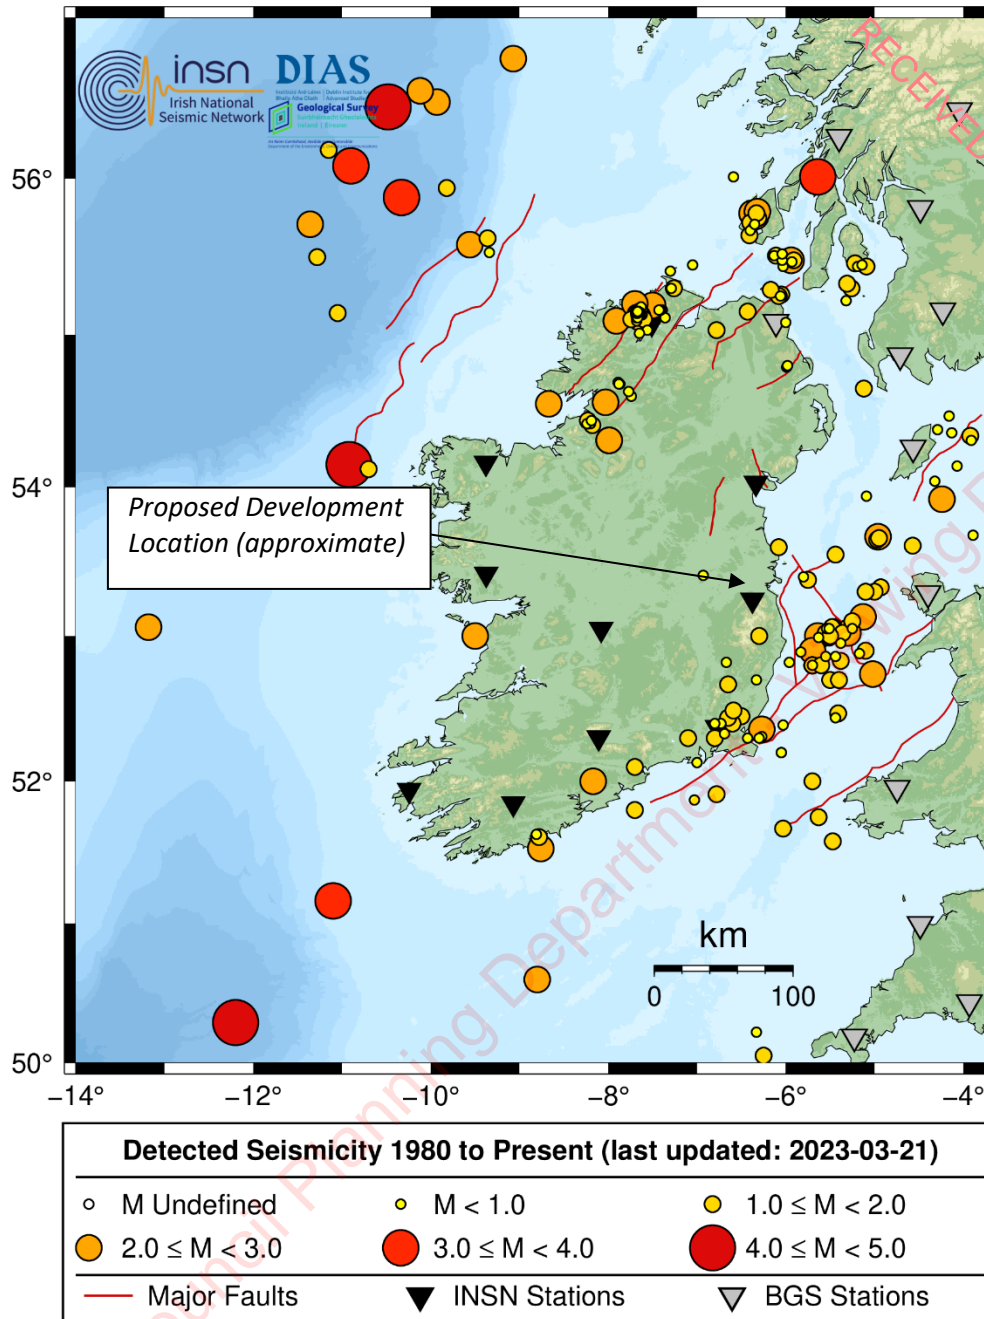 insn
Irish National
Seismic Network
DIAS
Geological Survey
RECEIVED
56°
54°
52°
50°
Proposed Development
Location (approximate)
km
0 100
−14° −12° −10° −8° −6° −4°
Detected Seismicity 1980 to Present (last updated: 2023-03-21)
M Undefined M < 1.0 1.0 ≤ M < 2.0
2.0 ≤ M < 3.0 3.0 ≤ M < 4.0 4.0 ≤ M < 5.0
Major Faults INSN Stations BGS Stations
Council Planning Department Viewing